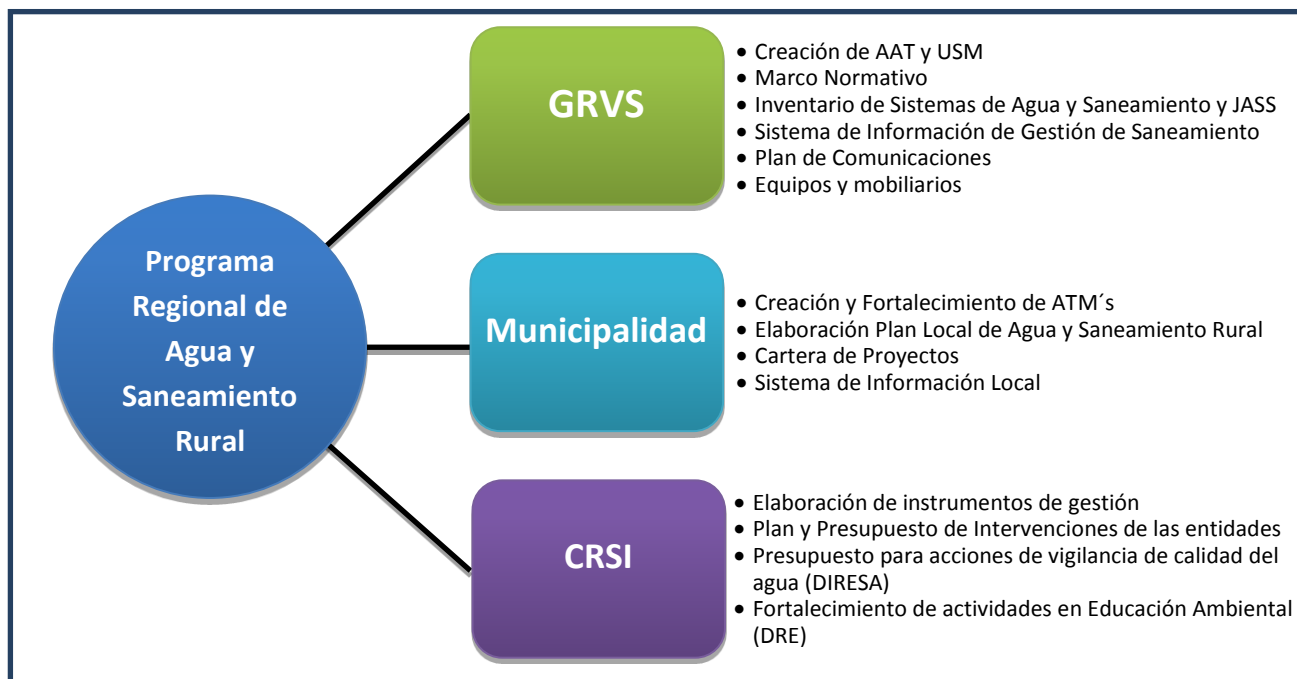 Programa
Regional de
Agua y
Saneamiento
Rural
GRVS
• Creación de AAT y USM
• Marco Normativo
• Inventario de Sistemas de Agua y Saneamiento y JASS
• Sistema de Información de Gestión de Saneamiento
• Plan de Comunicaciones
• Equipos y mobiliarios
Municipalidad
• Creación y Fortalecimiento de ATM´s
• Elaboración Plan Local de Agua y Saneamiento Rural
• Cartera de Proyectos
• Sistema de Información Local
CRSI
• Elaboración de instrumentos de gestión
• Plan y Presupuesto de Intervenciones de las entidades
• Presupuesto para acciones de vigilancia de calidad del
agua (DIRESA)
• Fortalecimiento de actividades en Educación Ambiental
(DRE)